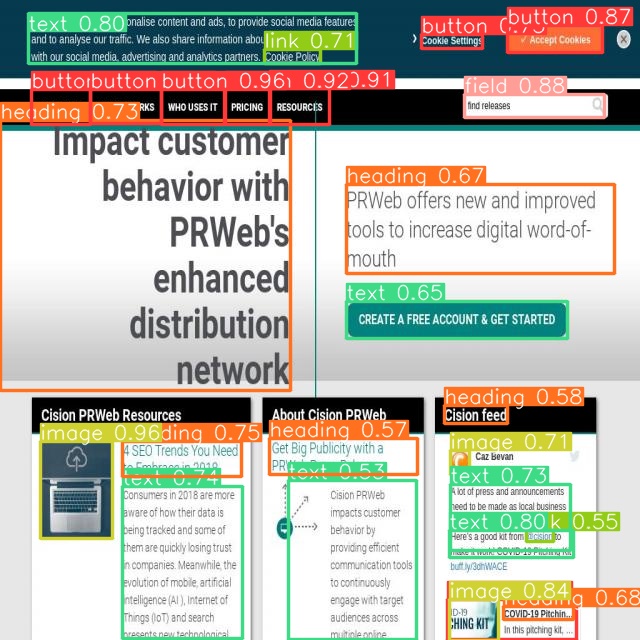 text 0.80 onalise content and ads, to provide social media features
and to analyse our traffic. We also share information abou
link 0.71
with our social media, advertising and analytics partners. Cookie Policy
button 0.73
Cookie Settings
button 0.87
✓ Accept Cookies
button button 0.96 button 0.92 0.91
RKS WHO USES IT PRICING RESOURCES
field 0.88
find releases
heading 0.73
Impact customer
behavior with
PRWeb's
enhanced
distribution
network
heading 0.67
PRWeb offers new and improved
tools to increase digital word-of-
mouth
text 0.65
CREATE A FREE ACCOUNT & GET STARTED
Cision PRWeb Resources
image 0.96 ding 0.75
4 SEO Trends You Need
to Embrace in 2018
text 0.74
Consumers in 2018 are more
aware of how their data is
being tracked and some of
them are quickly losing trust
in companies. Meanwhile, the
evolution of mobile, artificial
intelligence (AI ), Internet of
Things (IoT) and search
presents new technological
About Cision PRWeb
heading 0.57
Get Big Publicity with a
text 0.53
Cision PRWeb
impacts customer
behavior by
providing efficient
communication tools
to continuously
engage with target
audiences across
multiple online
heading 0.58
Cision feed
image 0.71
Caz Bevan
text 0.73
A lot of press and announcements
need to be made as local business
text 0.80 k 0.55
Here's a good kit from @cision to
make it work! COVID-19 Pitching Kit
buff.ly/3dhWACE
image 0.84
heading 0.68
ID-19
CHING KIT"
COVID-19 Pitchin...
In this pitching kit, ...